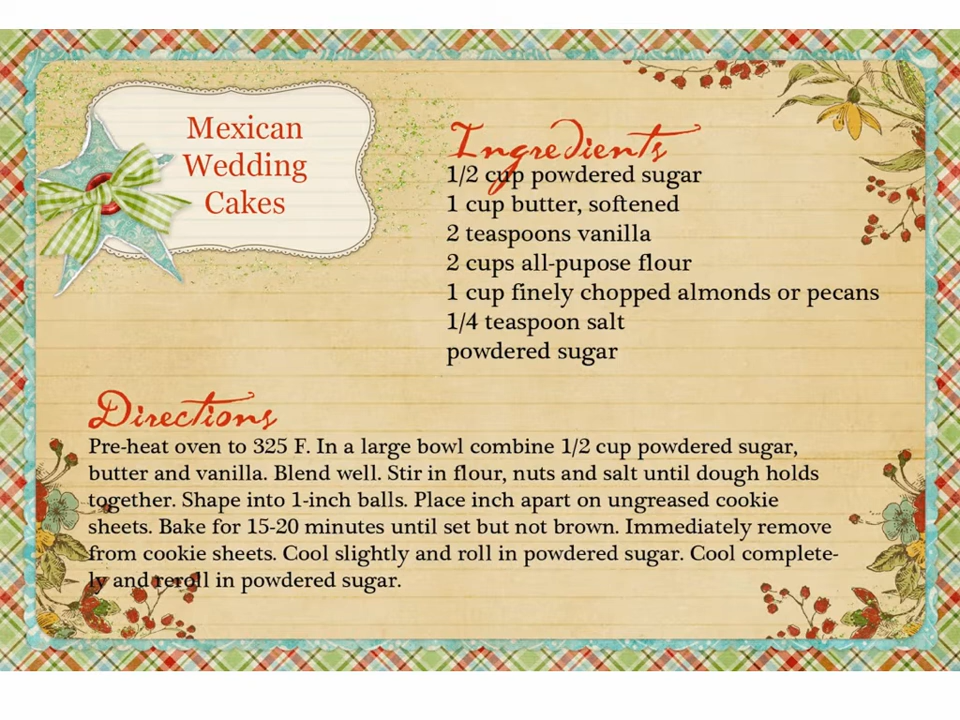 Mexican
Wedding
Cakes
Ingredients
1/2 cup powdered sugar
1 cup butter, softened
2 teaspoons vanilla
2 cups all-pupose flour
1 cup finely chopped almonds or pecans
1/4 teaspoon salt
powdered sugar
Directions
Pre-heat oven to 325 F. In a large bowl combine 1/2 cup powdered sugar,
butter and vanilla. Blend well. Stir in flour, nuts and salt until dough holds
together. Shape into 1-inch balls. Place inch apart on ungreased cookie
sheets. Bake for 15-20 minutes until set but not brown. Immediately remove
from cookie sheets. Cool slightly and roll in powdered sugar. Cool complete-
ly and reroll in powdered sugar.